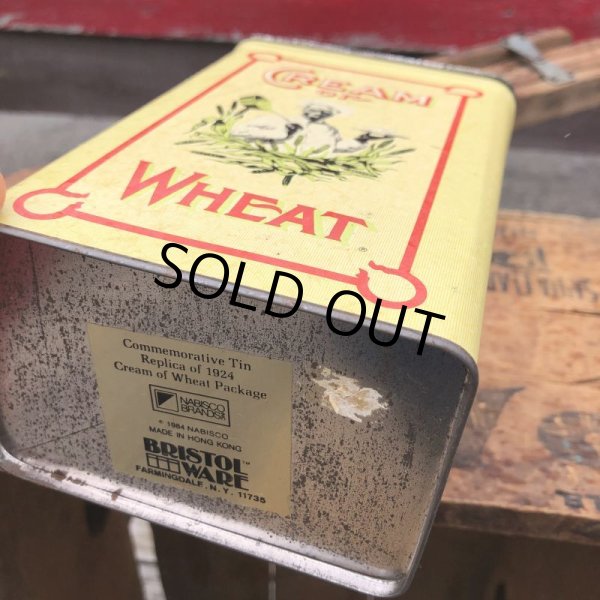 CREAM
OF
WHEAT
®
SOLD OUT
Commemorative Tin
Replica of 1924
Cream of Wheat Package
NABISCO
BRANDS
© 1984 NABISCO
MADE IN HONG KONG
BRISTOL™
WARE
FARMINGDALE, N.Y. 11735